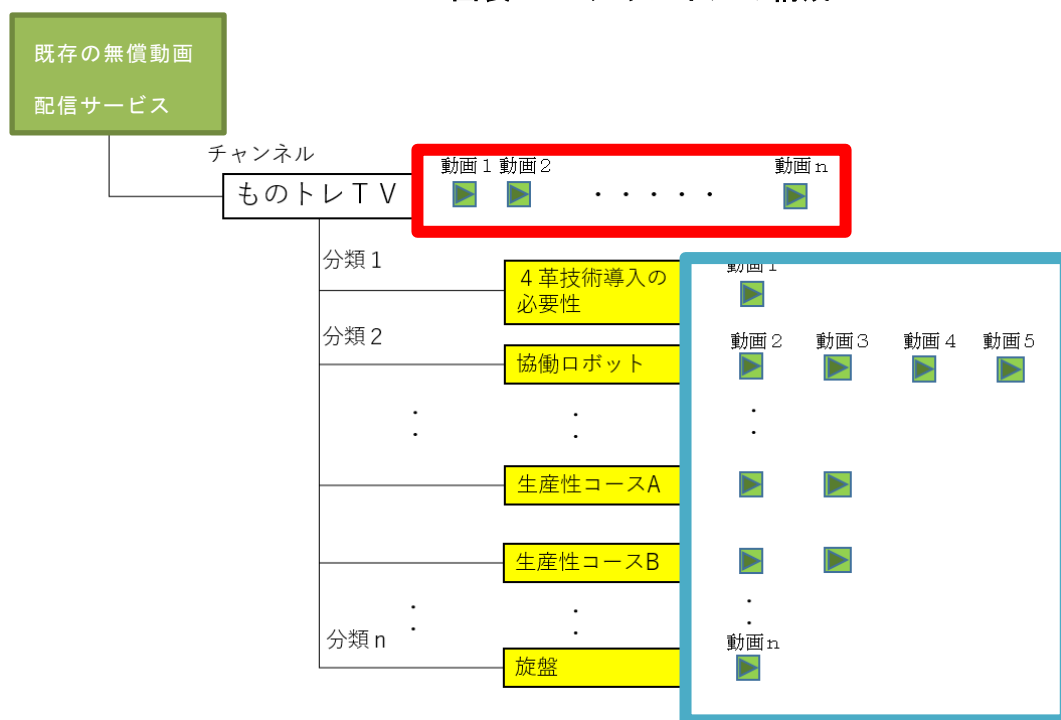 既存の無償動画
配信サービス
チャンネル
ものトレTV
動画1 動画2 ・・・・・ 動画n
分類1
4革技術導入の
必要性
動画1
分類2
協働ロボット
動画2 動画3 動画4 動画5
生産性コースA
生産性コースB
分類n
旋盤
動画n